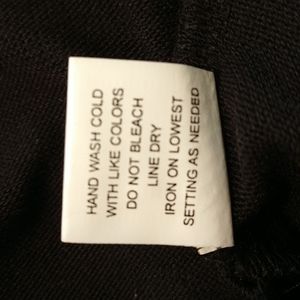 HAND WASH COLD
WITH LIKE COLORS
DO NOT BLEACH
LINE DRY
IRON ON LOWEST
SETTING AS NEEDED